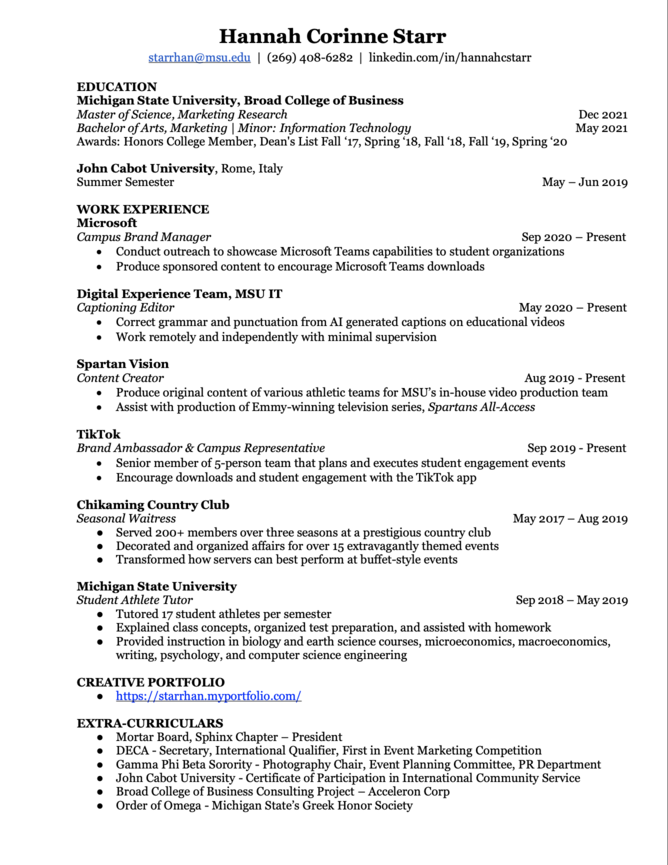 Hannah Corinne Starr
starrhan@msu.edu | (269) 408-6282 | linkedin.com/in/hannahcstarr
EDUCATION
Michigan State University, Broad College of Business
Master of Science, Marketing Research Dec 2021
Bachelor of Arts, Marketing | Minor: Information Technology May 2021
Awards: Honors College Member, Dean's List Fall ‘17, Spring ‘18, Fall ‘18, Fall ‘19, Spring ‘20
John Cabot University, Rome, Italy
Summer Semester May – Jun 2019
WORK EXPERIENCE
Microsoft
Campus Brand Manager Sep 2020 – Present
● Conduct outreach to showcase Microsoft Teams capabilities to student organizations
● Produce sponsored content to encourage Microsoft Teams downloads
Digital Experience Team, MSU IT
Captioning Editor May 2020 – Present
● Correct grammar and punctuation from AI generated captions on educational videos
● Work remotely and independently with minimal supervision
Spartan Vision
Content Creator Aug 2019 - Present
● Produce original content of various athletic teams for MSU’s in-house video production team
● Assist with production of Emmy-winning television series, Spartans All-Access
TikTok
Brand Ambassador & Campus Representative Sep 2019 - Present
● Senior member of 5-person team that plans and executes student engagement events
● Encourage downloads and student engagement with the TikTok app
Chikaming Country Club
Seasonal Waitress May 2017 – Aug 2019
● Served 200+ members over three seasons at a prestigious country club
● Decorated and organized affairs for over 15 extravagantly themed events
● Transformed how servers can best perform at buffet-style events
Michigan State University
Student Athlete Tutor Sep 2018 – May 2019
● Tutored 17 student athletes per semester
● Explained class concepts, organized test preparation, and assisted with homework
● Provided instruction in biology and earth science courses, microeconomics, macroeconomics,
writing, psychology, and computer science engineering
CREATIVE PORTFOLIO
● https://starrhan.myportfolio.com/
EXTRA-CURRICULARS
● Mortar Board, Sphinx Chapter – President
● DECA - Secretary, International Qualifier, First in Event Marketing Competition
● Gamma Phi Beta Sorority - Photography Chair, Event Planning Committee, PR Department
● John Cabot University - Certificate of Participation in International Community Service
● Broad College of Business Consulting Project – Acceleron Corp
● Order of Omega - Michigan State’s Greek Honor Society